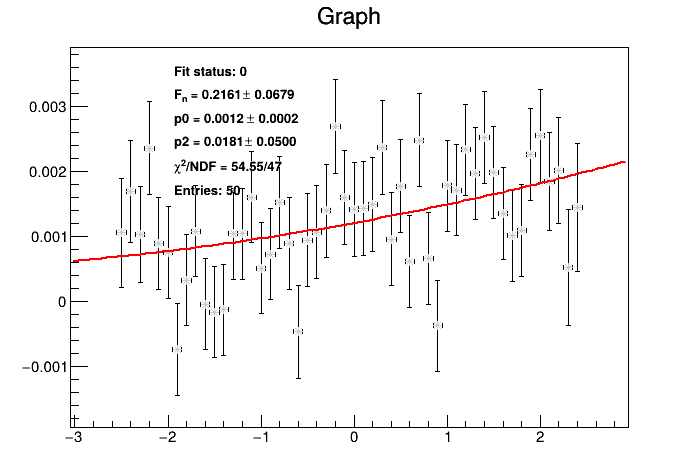 Graph
Fit status: 0
Fn = 0.2161± 0.0679
p0 = 0.0012± 0.0002
p2 = 0.0181± 0.0500
χ²/NDF = 54.55/47
Entries: 50
0.003
0.002
0.001
0
−0.001
−3 −2 −1 0 1 2